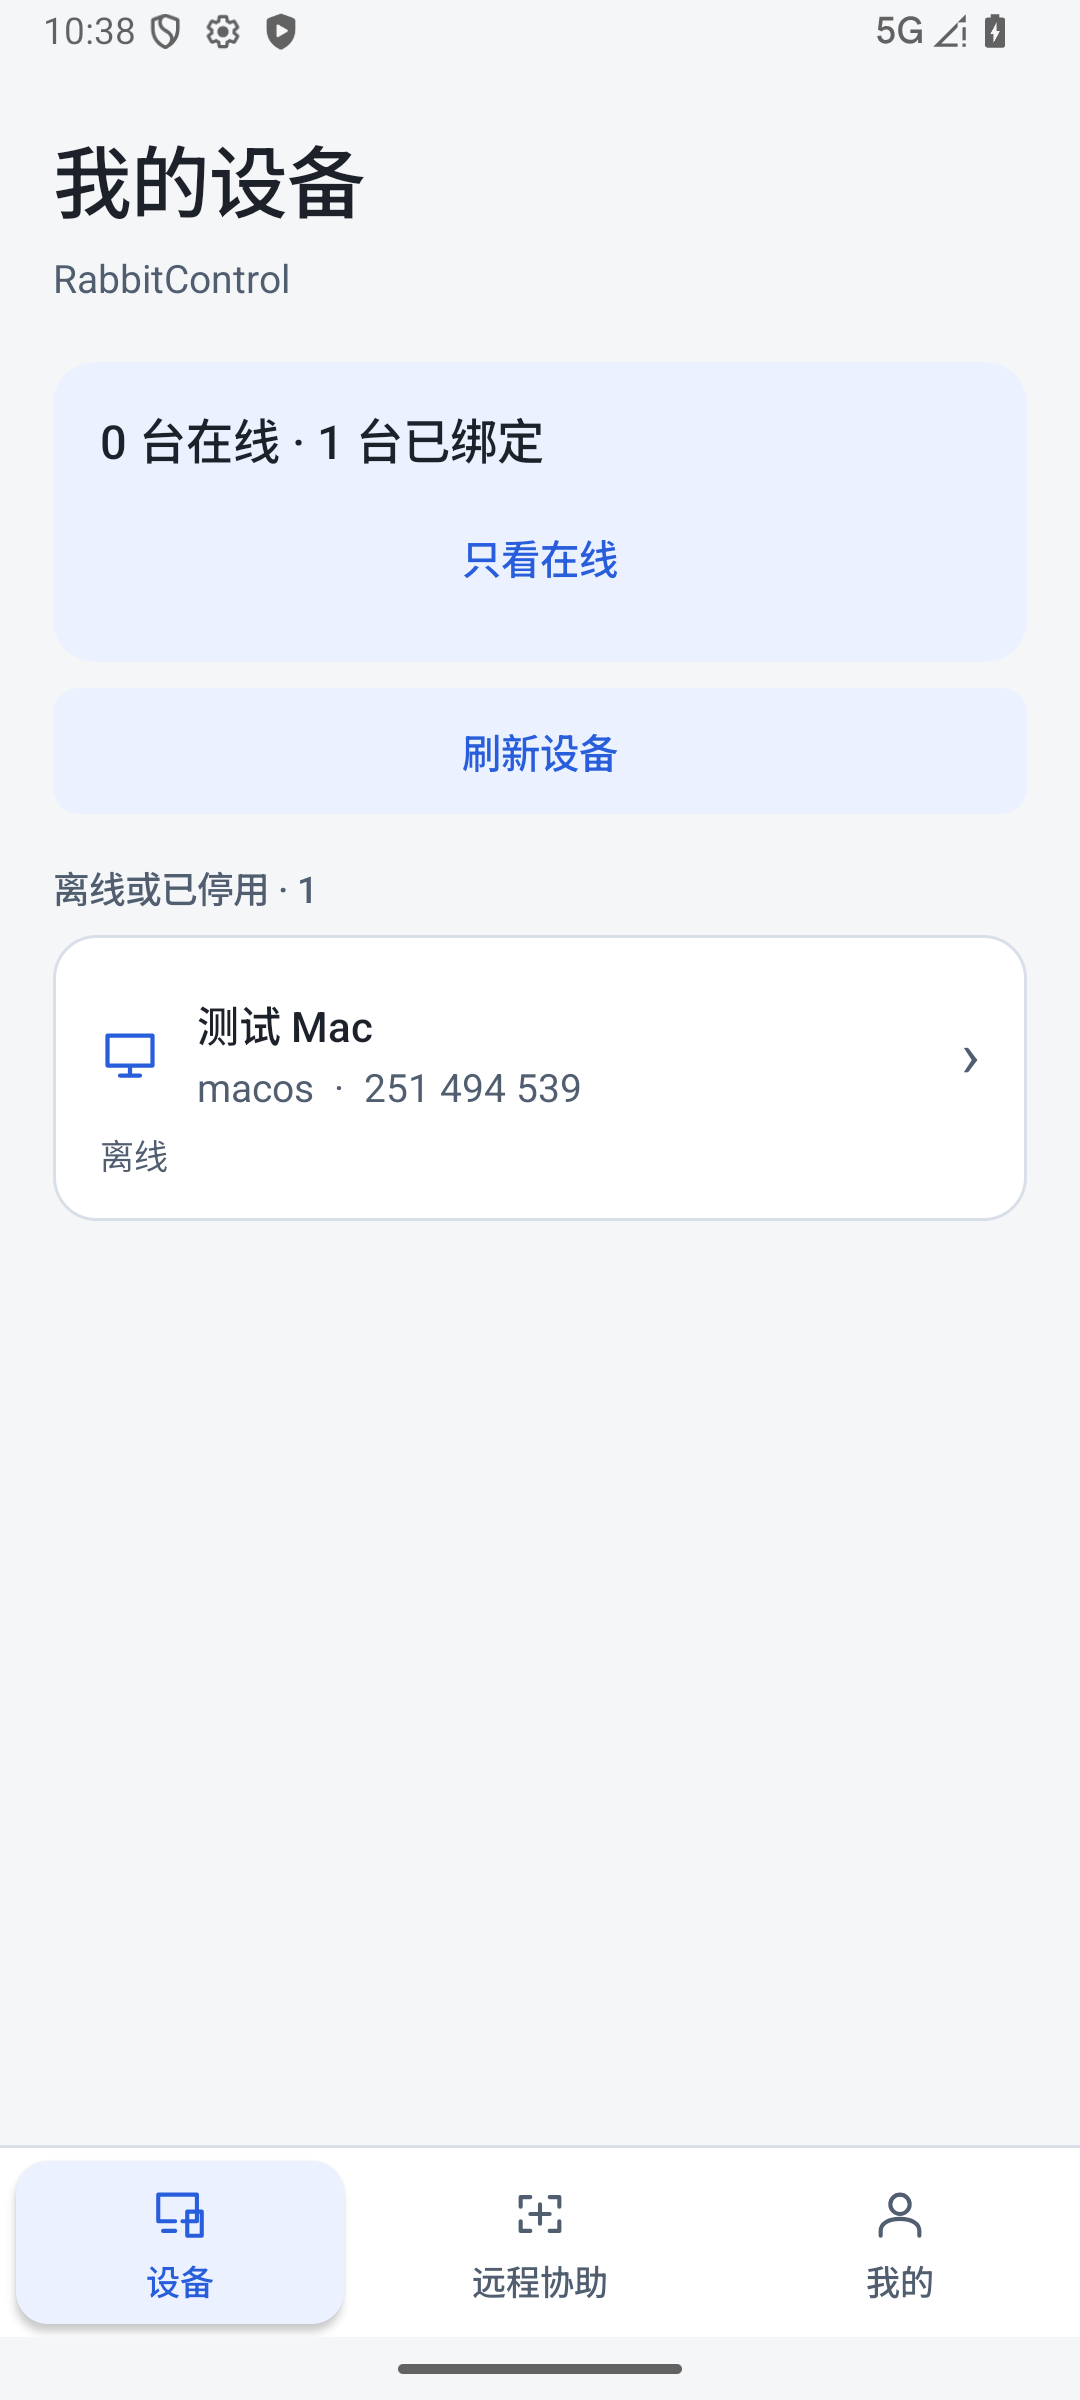 10:38
5G
我的设备
RabbitControl
0 台在线 · 1 台已绑定
只看在线
刷新设备
离线或已停用 · 1
测试 Mac
macos · 251 494 539
离线
设备
远程协助
我的